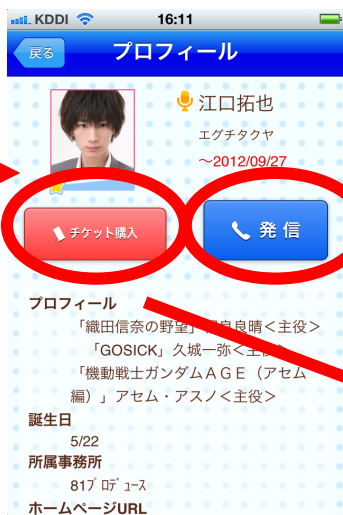 KDDI 16:11
戻る プロフィール
江口拓也
エグチタクヤ
～2012/09/27
チケット購入
発信
プロフィール
「織田信奈の野望」 良晴＜主役＞
「GOSICK」久城一弥＜主役＞
「機動戦士ガンダムＡＧＥ（アセム
編）」アセム・アスノ＜主役＞
誕生日
5/22
所属事務所
81ﾌﾟﾛﾃﾞｭｰｽ
ホームページURL